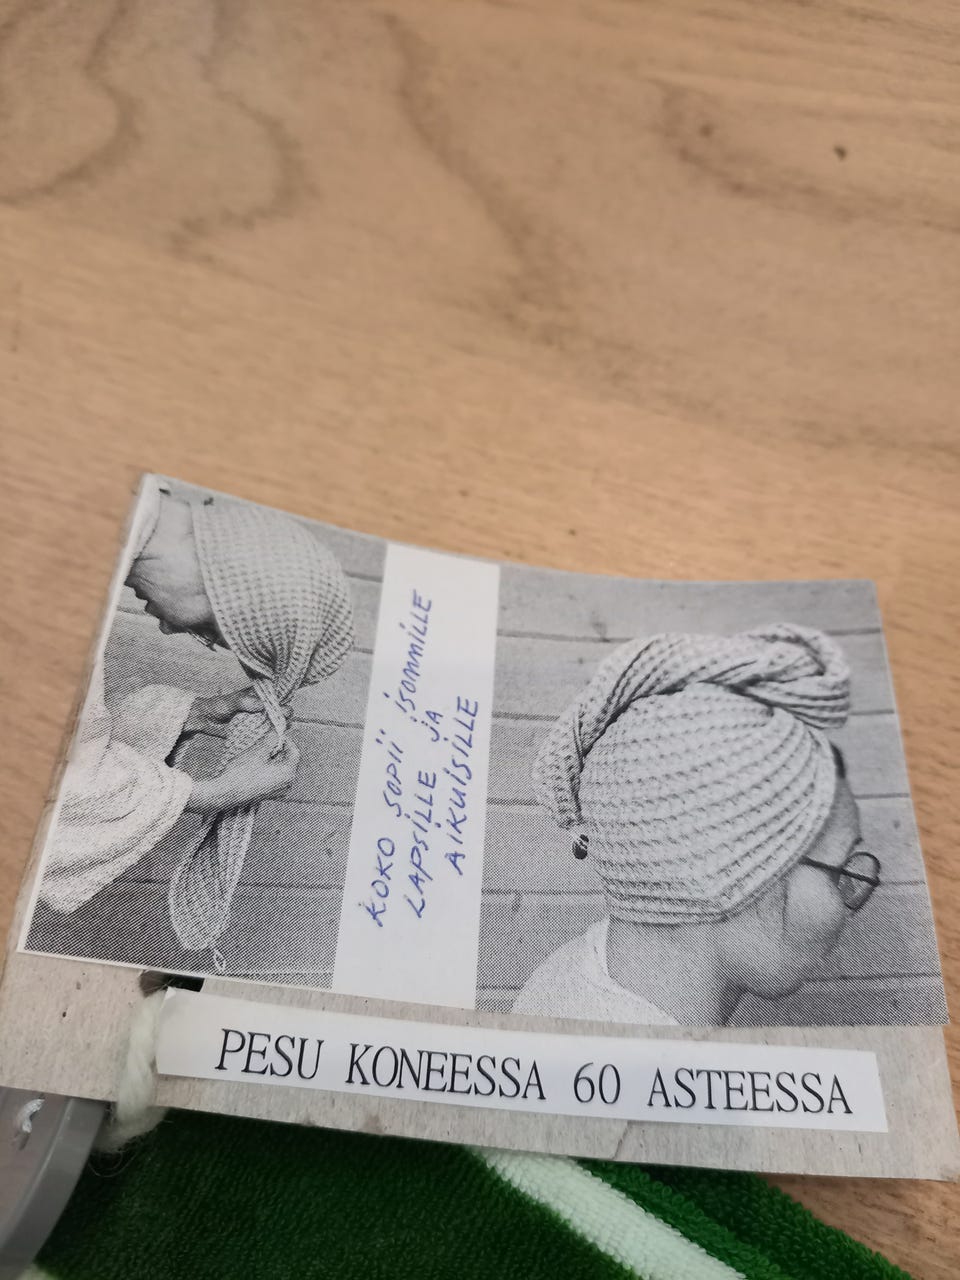 KOKO SOPII ISOMMILLE
LAPSILLE JA
AIKUISILLE
PESU KONEESSA 60 ASTEESSA